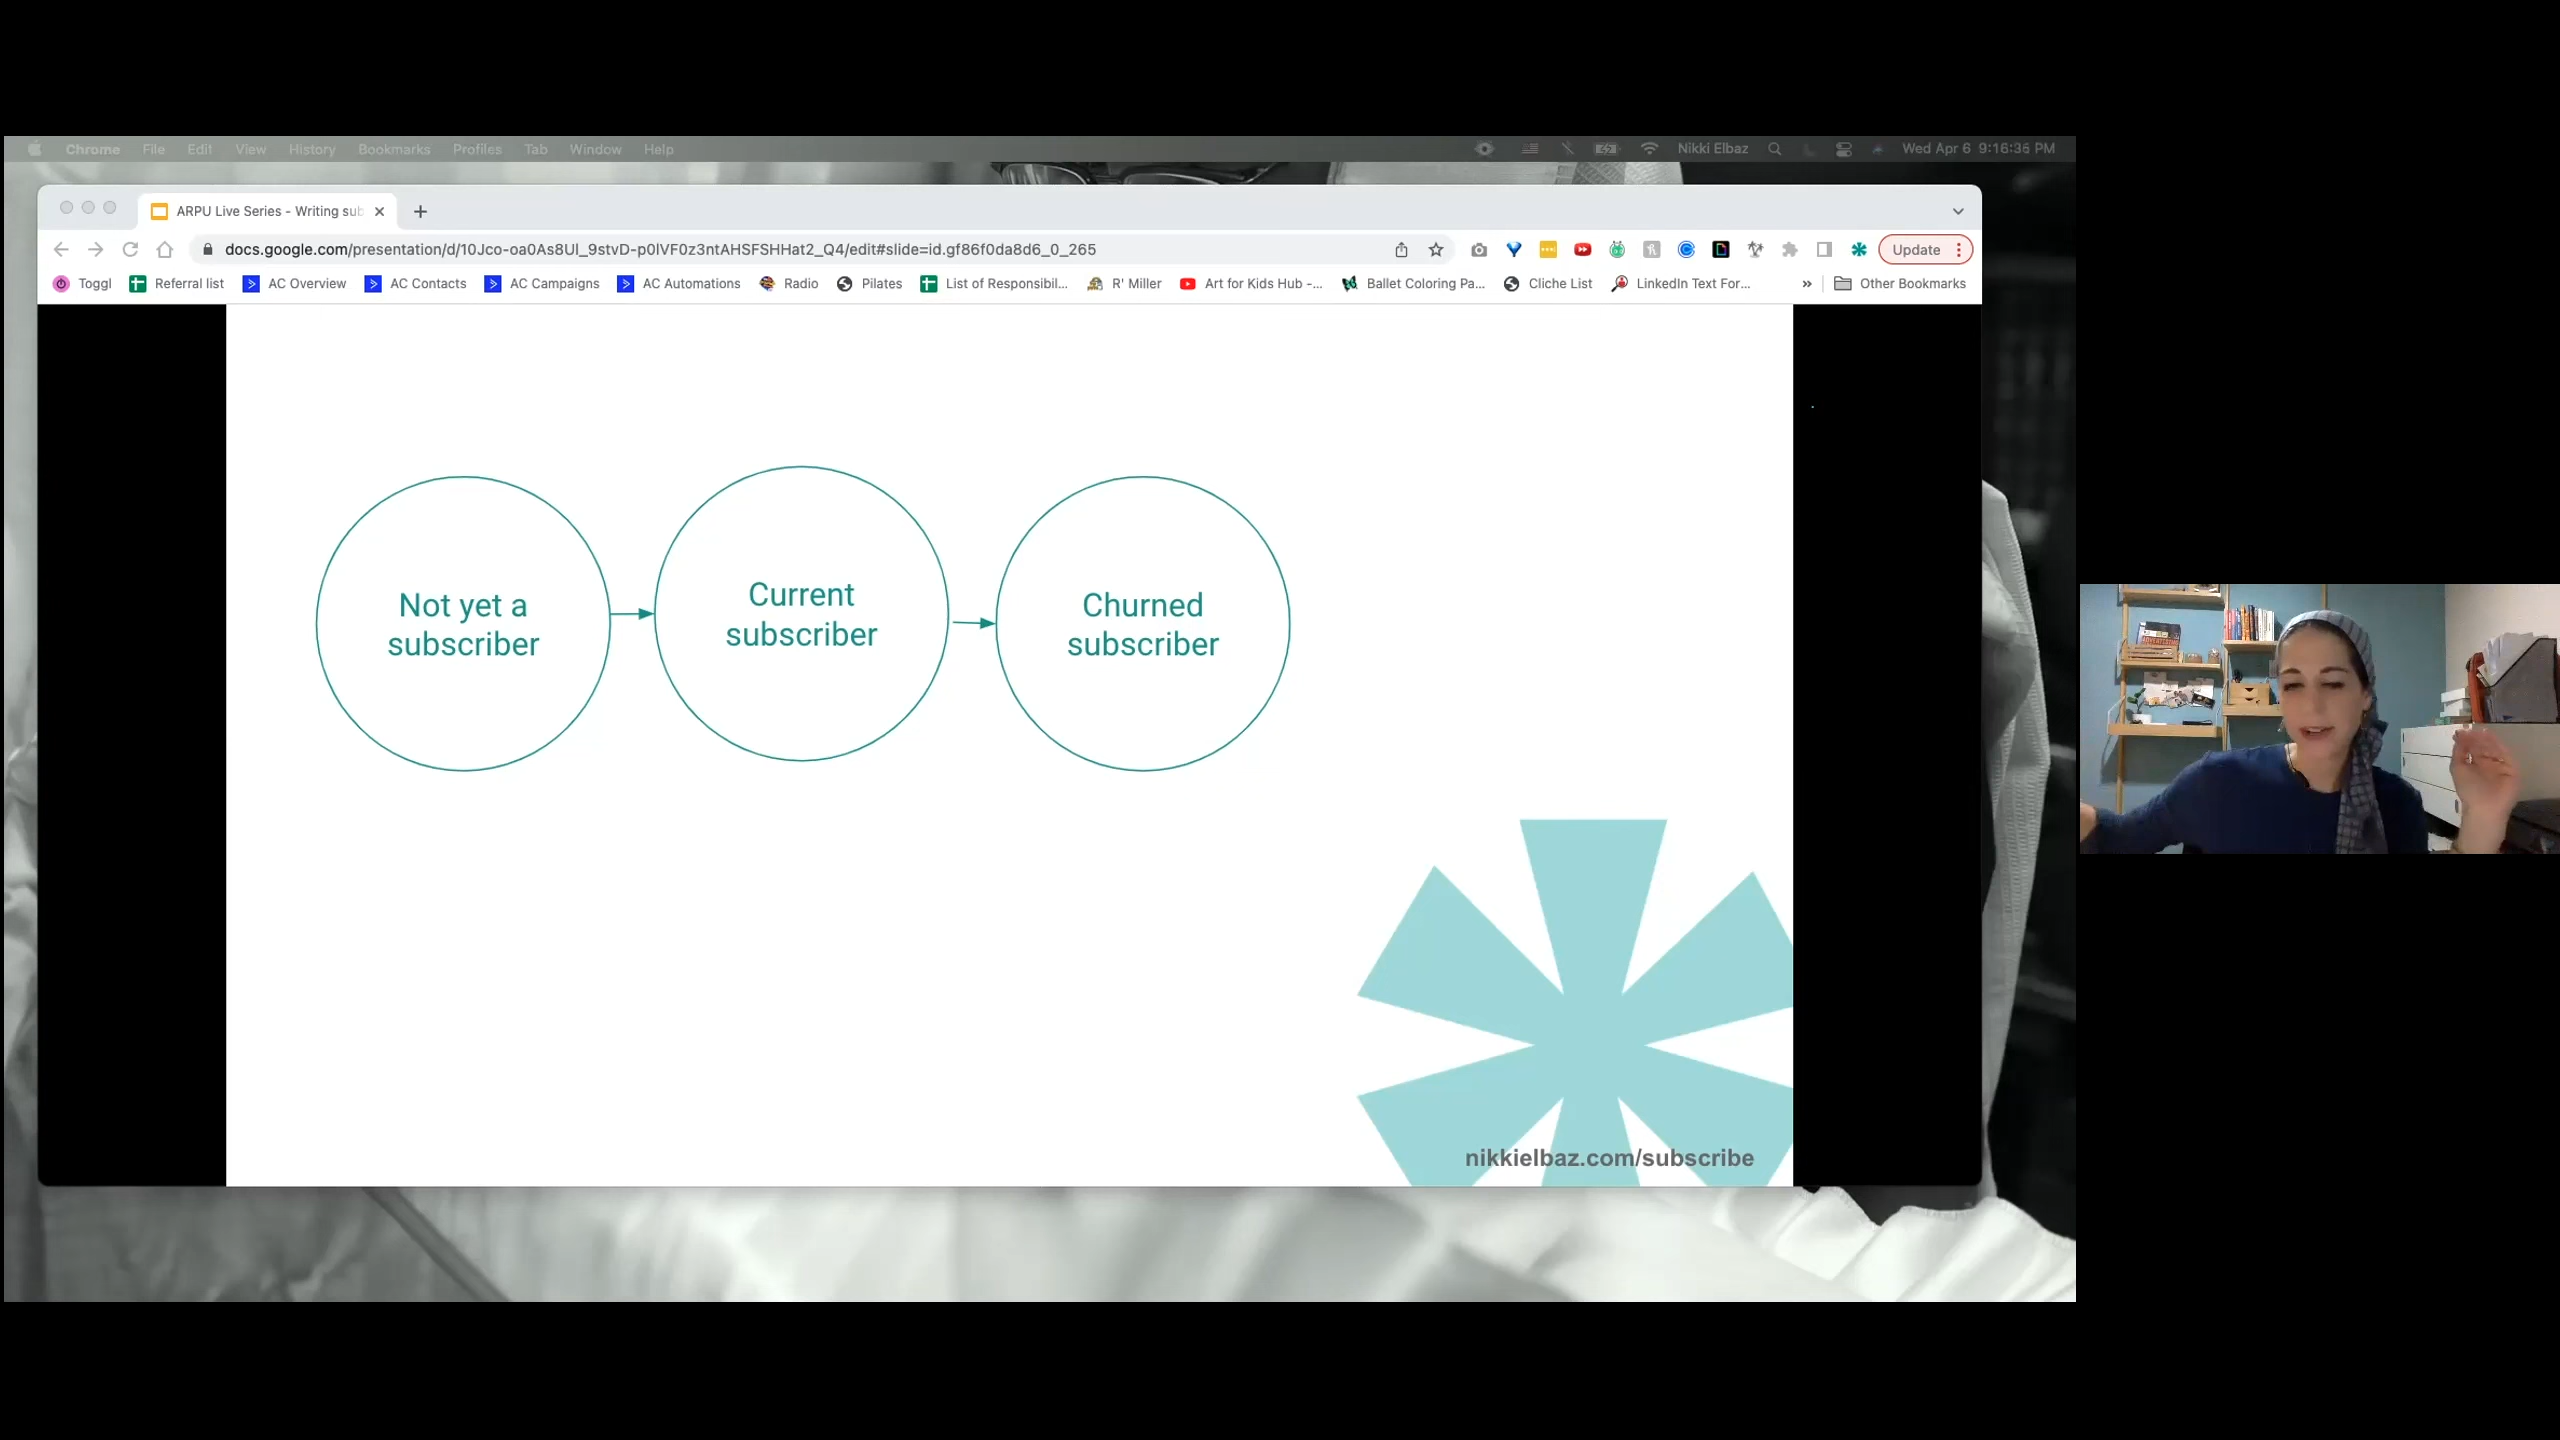 Chrome File Edit View History Bookmarks Profiles Tab Window Help
Nikki Elbaz Wed Apr 6 9:16:36 PM
ARPU Live Series - Writing sub
docs.google.com/presentation/d/10Jco-oa0As8Ul_9stvD-p0lVF0z3ntAHSFSHHat2_Q4/edit#slide=id.gf86f0da8d6_0_265
Update
Toggl Referral list AC Overview AC Contacts AC Campaigns AC Automations Radio Pilates List of Responsibil... R' Miller Art for Kids Hub -... Ballet Coloring Pa... Cliche List LinkedIn Text For... » Other Bookmarks
Not yet a
subscriber
Current
subscriber
Churned
subscriber
nikkielbaz.com/subscribe